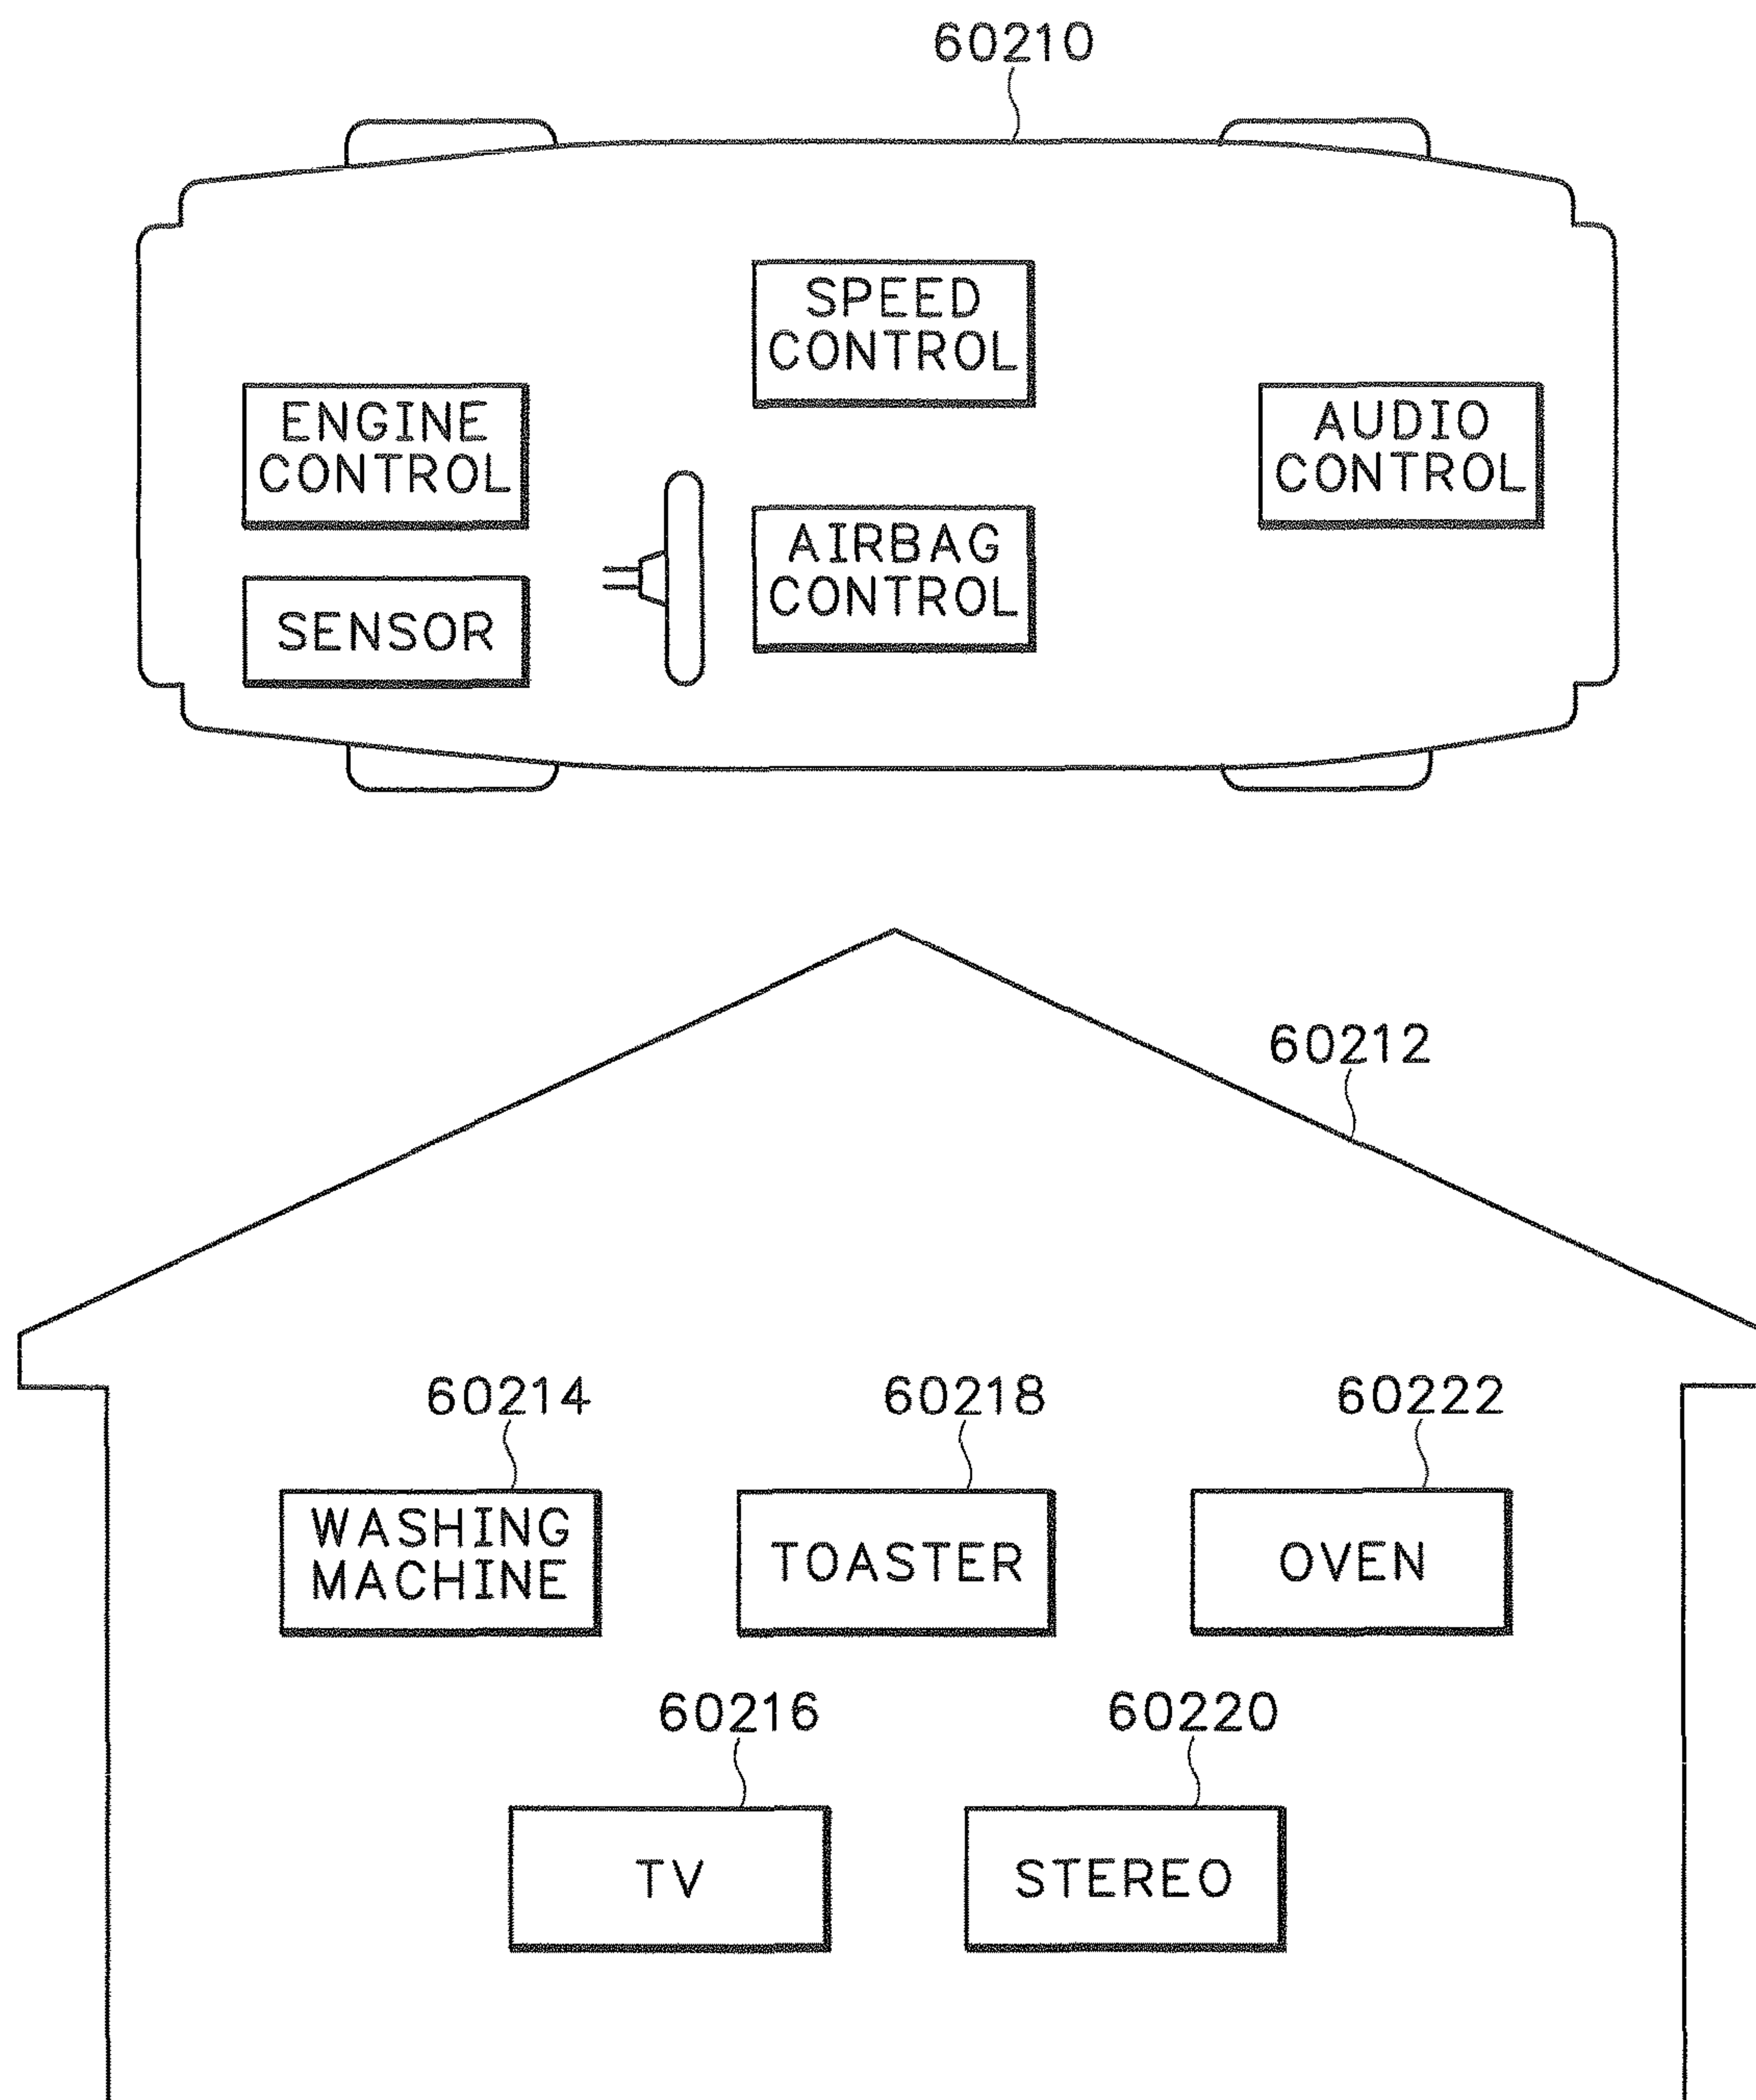 60210
SPEED
CONTROL
ENGINE
CONTROL
AUDIO
CONTROL
AIRBAG
CONTROL
SENSOR
60212
60214
60218
60222
WASHING
MACHINE
TOASTER
OVEN
60216
60220
TV
STEREO